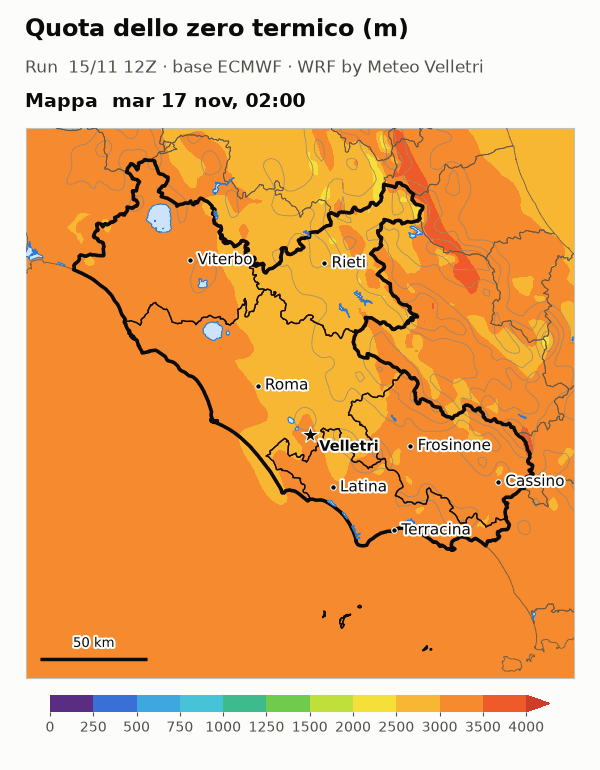 Quota dello zero termico (m)
Run 15/11 12Z · base ECMWF · WRF by Meteo Velletri
Mappa mar 17 nov, 02:00
Viterbo
Rieti
Roma
Velletri
Frosinone
Latina
Cassino
Terracina
50 km
0 250 500 750 1000 1250 1500 2000 2500 3000 3500 4000